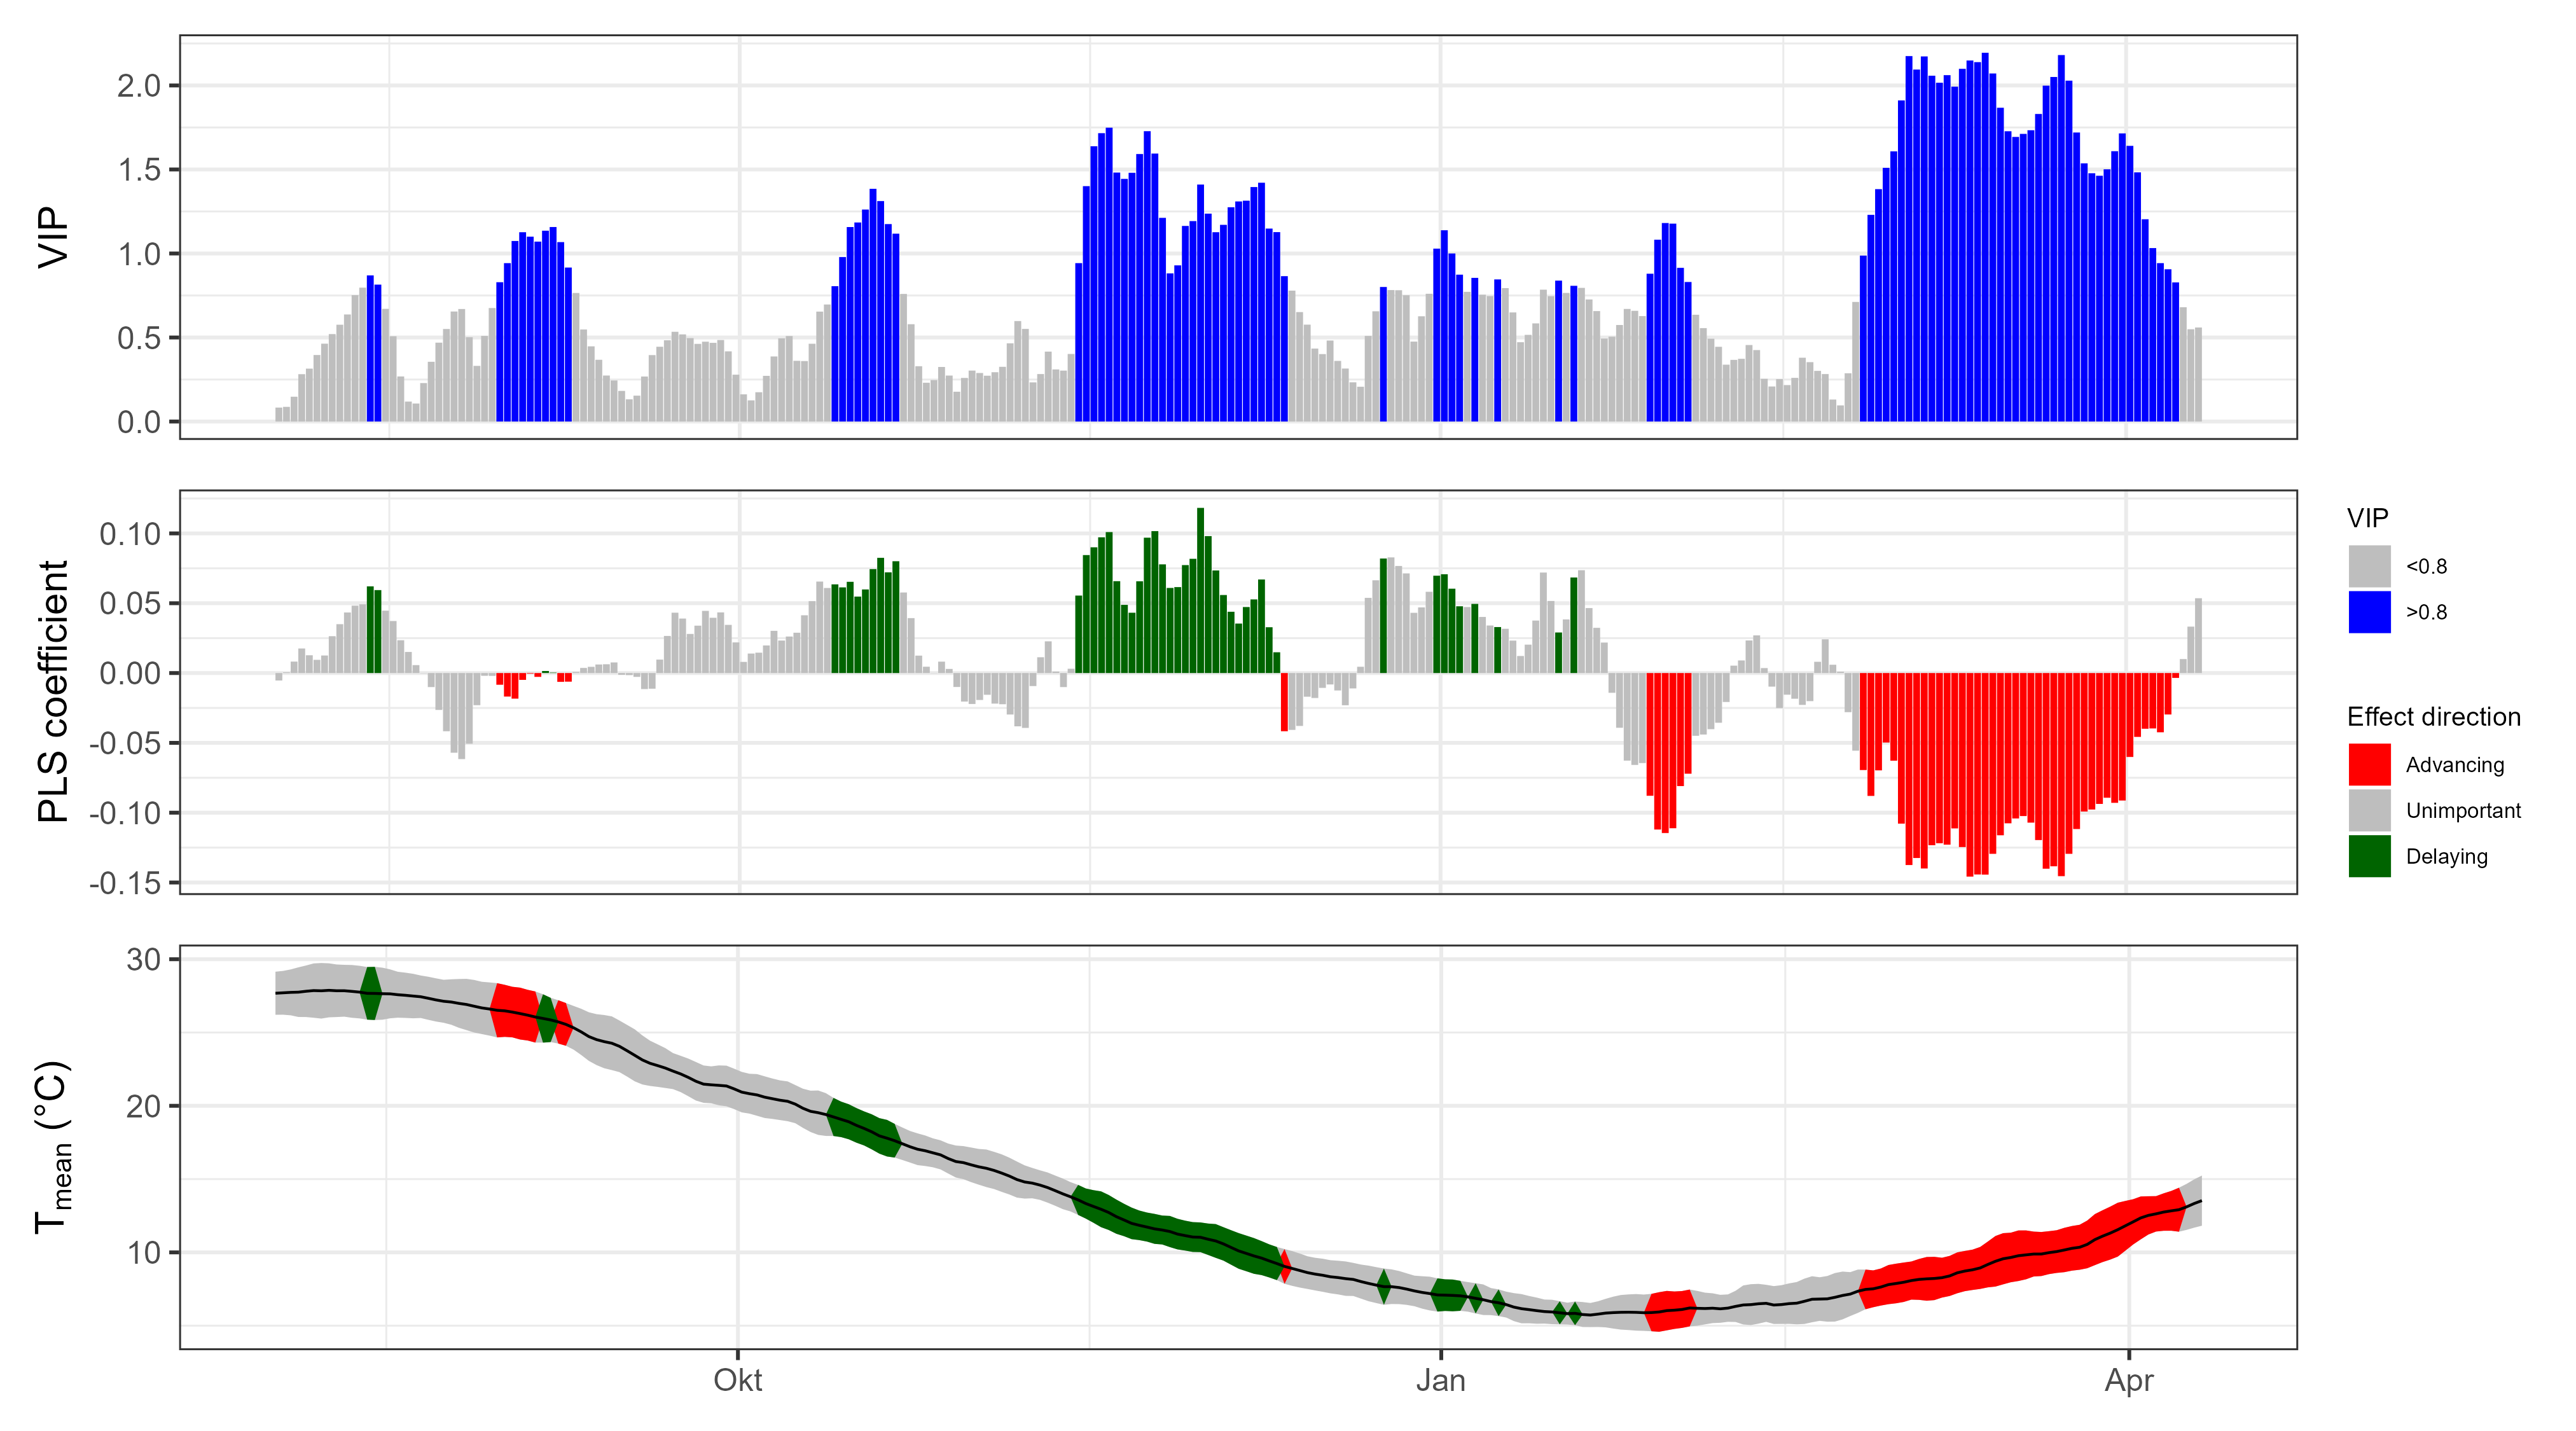 VIP
2.0
1.5
1.0
0.5
0.0
PLS coefficient
0.10
0.05
0.00
-0.05
-0.10
-0.15
VIP
<0.8
>0.8
Effect direction
Advancing
Unimportant
Delaying
Tmean (°C)
30
20
10
Okt
Jan
Apr